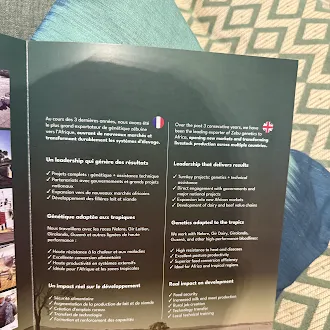 Au cours des 3 dernières années, nous avons été
le plus grand exportateur de génétique zébuine
vers l'Afrique, ouvrant de nouveaux marchés et
transformant durablement les systèmes d'élevage.
Un leadership qui génère des résultats
✓ Projets complets : génétique + assistance technique
✓ Partenariats avec gouvernements et grands projets
nationaux
✓ Expansion vers de nouveaux marchés africains
✓ Développement des filières lait et viande
Génétique adaptée aux tropiques
Nous travaillons avec les races Nelore, Gir Laitier,
Girolando, Guzerá et autres lignées de haute
performance :
✓ Haute résistance à la chaleur et aux maladies
✓ Excellente conversion alimentaire
✓ Haute productivité en systèmes extensifs
✓ Idéale pour l'Afrique et les zones tropicales
Un impact réel sur le développement
✓ Sécurité alimentaire
✓ Augmentation de la production de lait et de viande
✓ Création d'emplois ruraux
✓ Transfert de technologie
✓ Formation et renforcement des capacités
Over the past 3 consecutive years, we have
been the leading exporter of Zebu genetics to
Africa, opening new markets and transforming
livestock production across multiple countries.
Leadership that delivers results
✓ Turnkey projects: genetics + technical
assistance
✓ Direct engagement with governments and
major national projects
✓ Expansion into new African markets
✓ Development of dairy and beef value chains
Genetics adapted to the tropics
We work with Nelore, Gir Dairy, Girolando,
Guzerá, and other high-performance bloodlines:
✓ High resistance to heat and disease
✓ Excellent pasture productivity
✓ Superior feed conversion efficiency
✓ Ideal for Africa and tropical regions
Real impact on development
✓ Food security
✓ Increased milk and meat production
✓ Rural job creation
✓ Technology transfer
✓ Local technical training